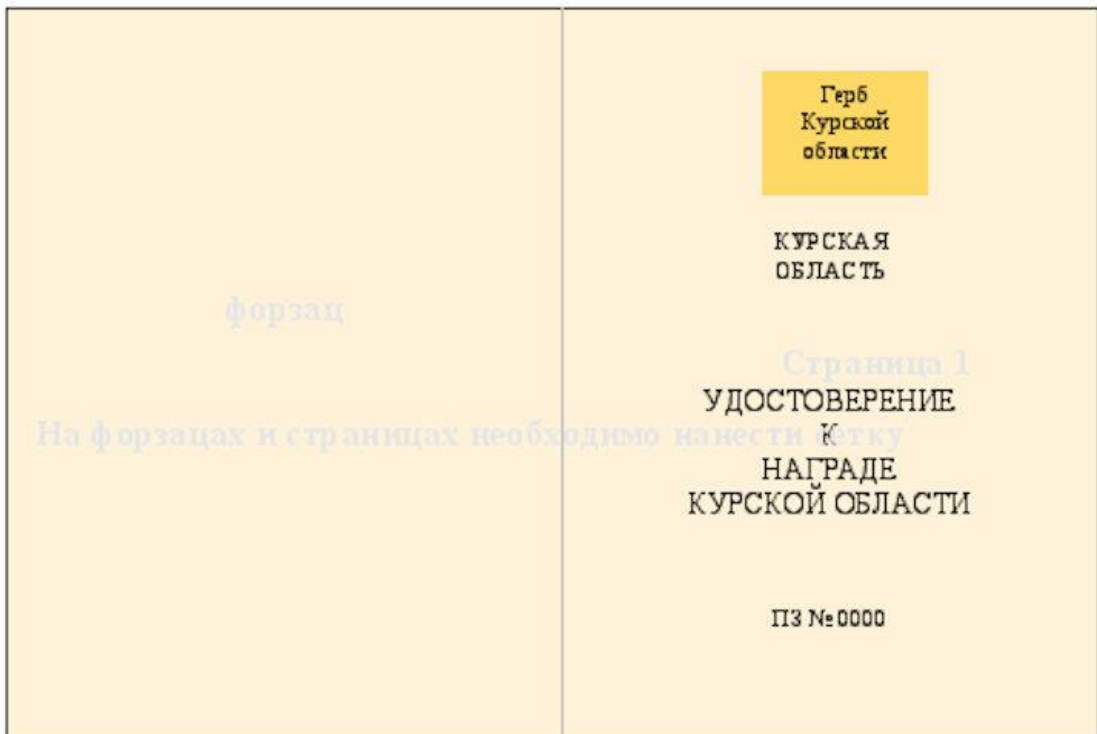 Герб
Курской
области
КУРСКАЯ
ОБЛАСТЬ
форзац
Страница 1
УДОСТОВЕРЕНИЕ
На форзацах и страницах необходимо нанести сетку
К
НАГРАДЕ
КУРСКОЙ ОБЛАСТИ
ПЗ №0000